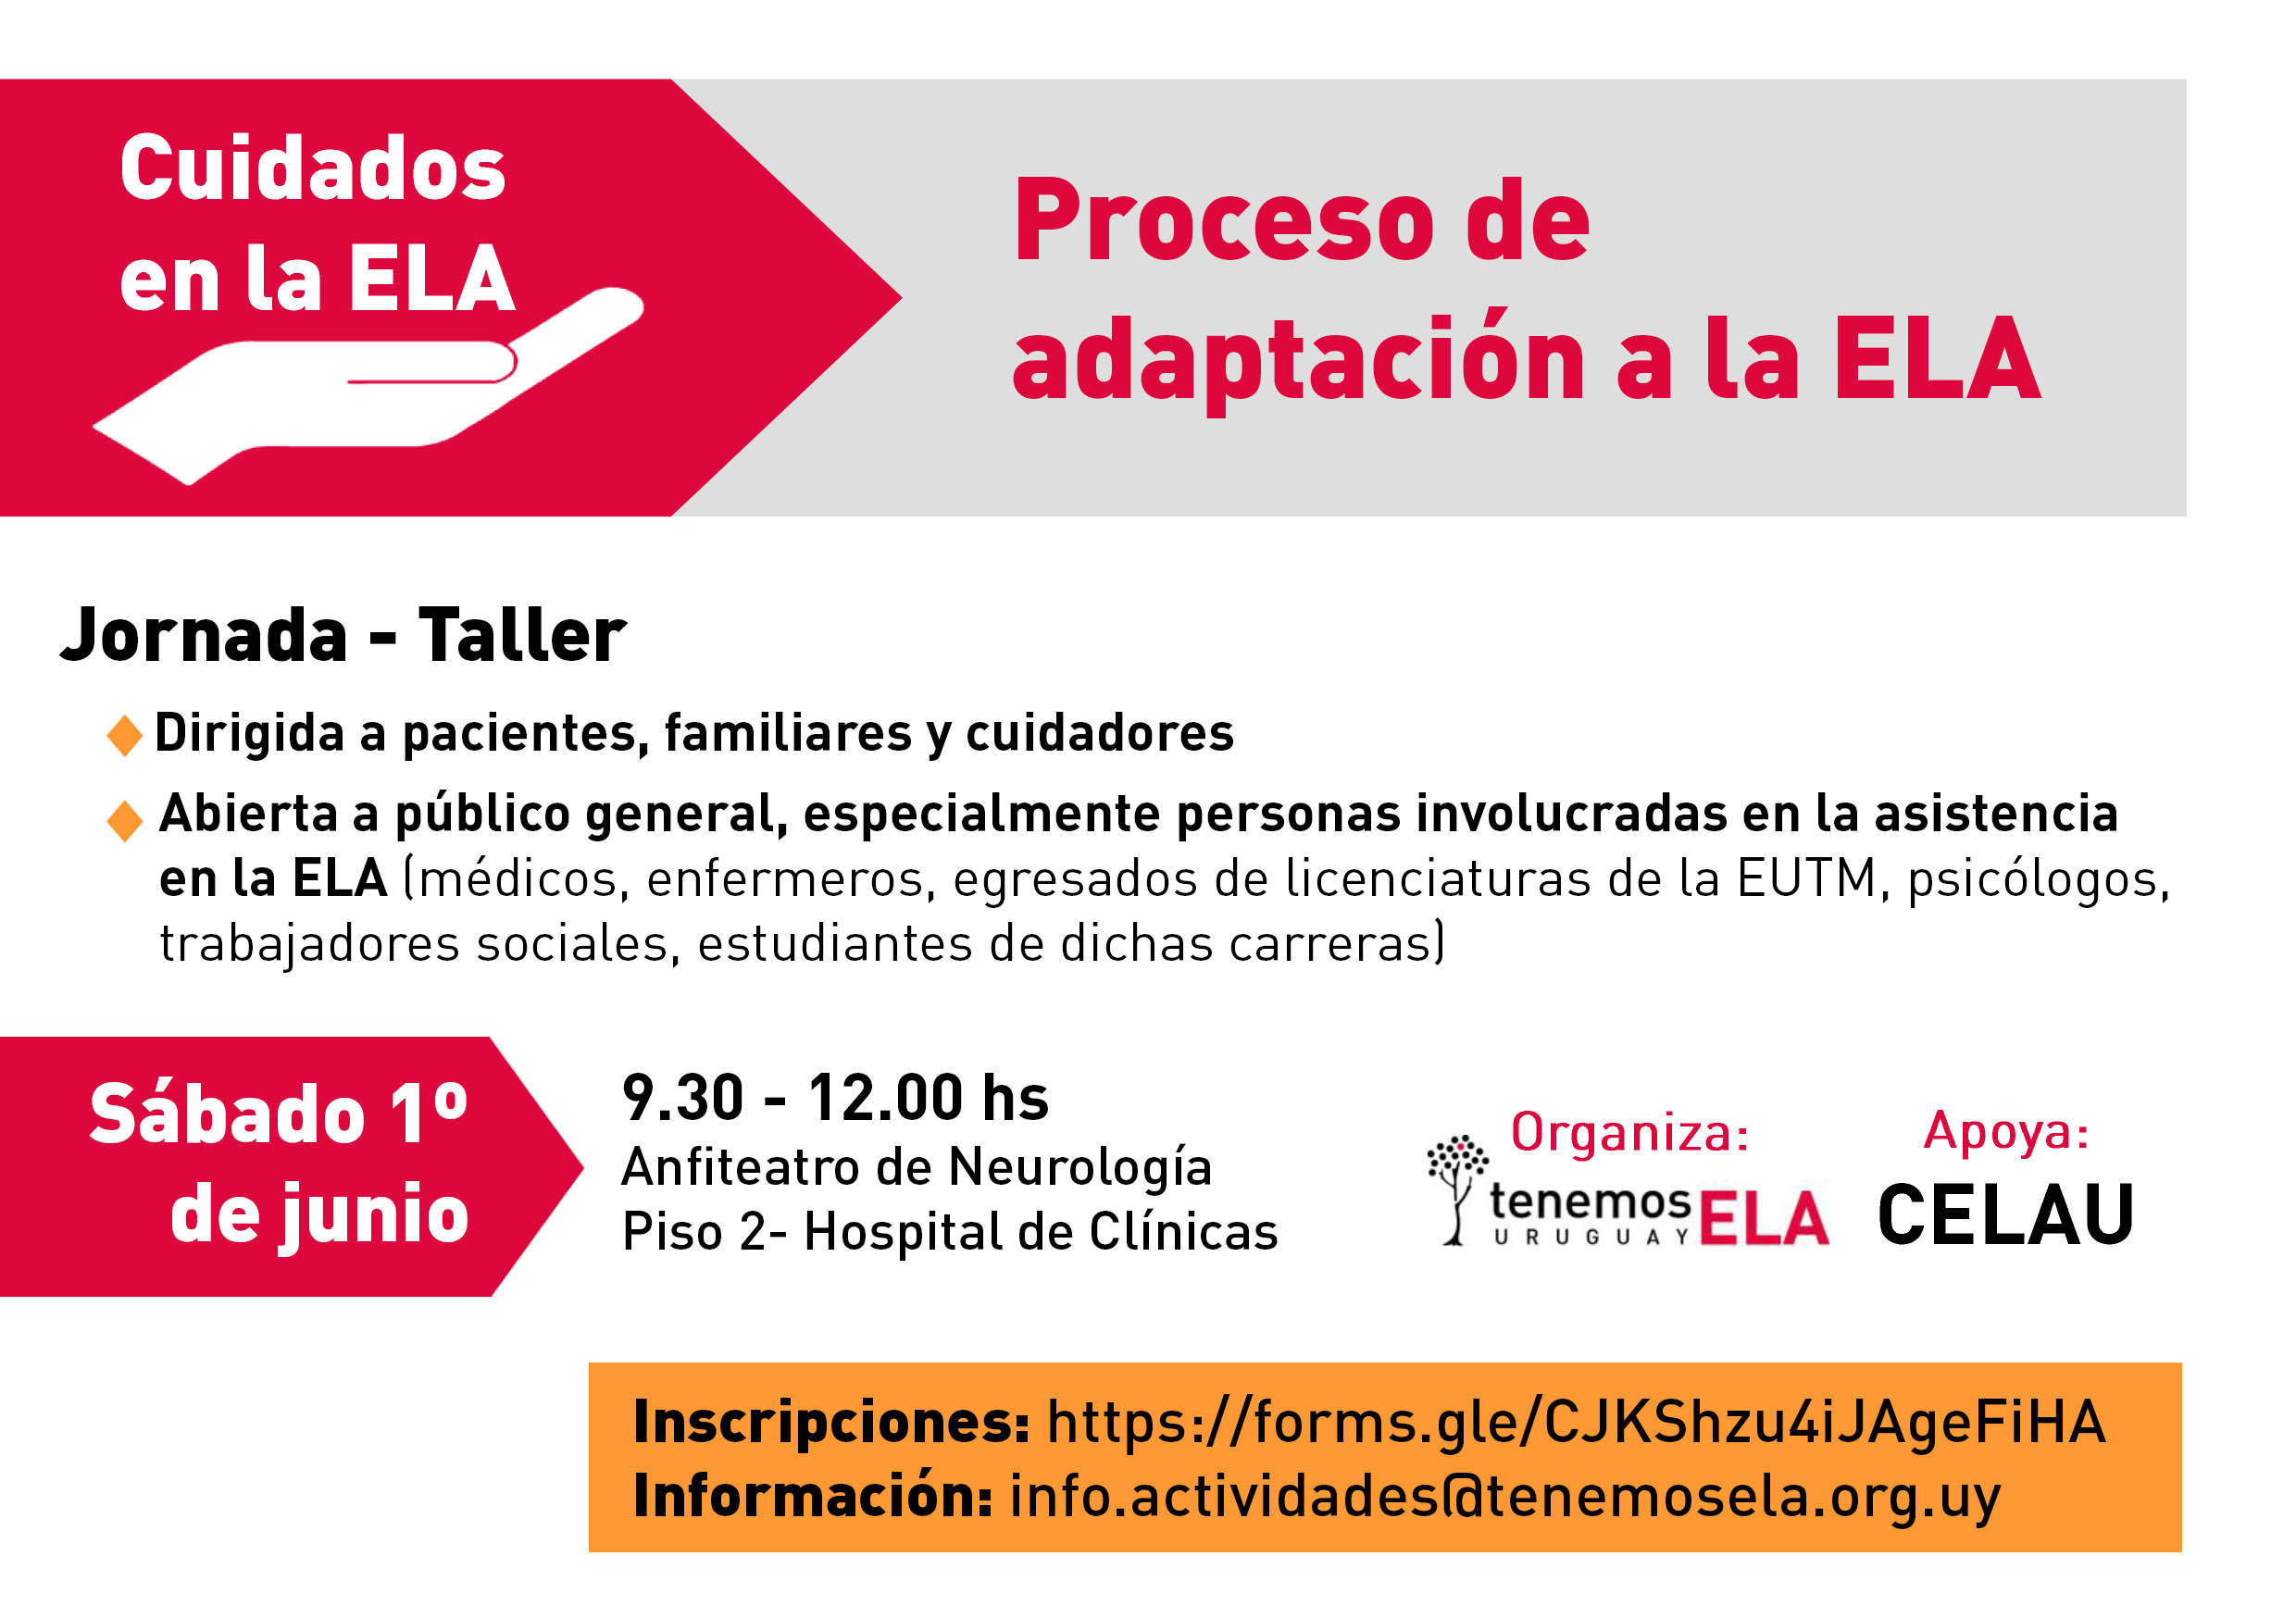 Cuidados
en la ELA
Proceso de
adaptación a la ELA
Jornada - Taller
Dirigida a pacientes, familiares y cuidadores
Abierta a público general, especialmente personas involucradas en la asistencia
en la ELA (médicos, enfermeros, egresados de licenciaturas de la EUTM, psicólogos,
trabajadores sociales, estudiantes de dichas carreras)
Sábado 1º
de junio
9.30 - 12.00 hs
Anfiteatro de Neurología
Piso 2- Hospital de Clínicas
Organiza:
tenemos ELA
URUGUAY
Apoya:
CELAU
Inscripciones: https://forms.gle/CJKShzu4iJAgeFiHA
Información: info.actividades@tenemosela.org.uy